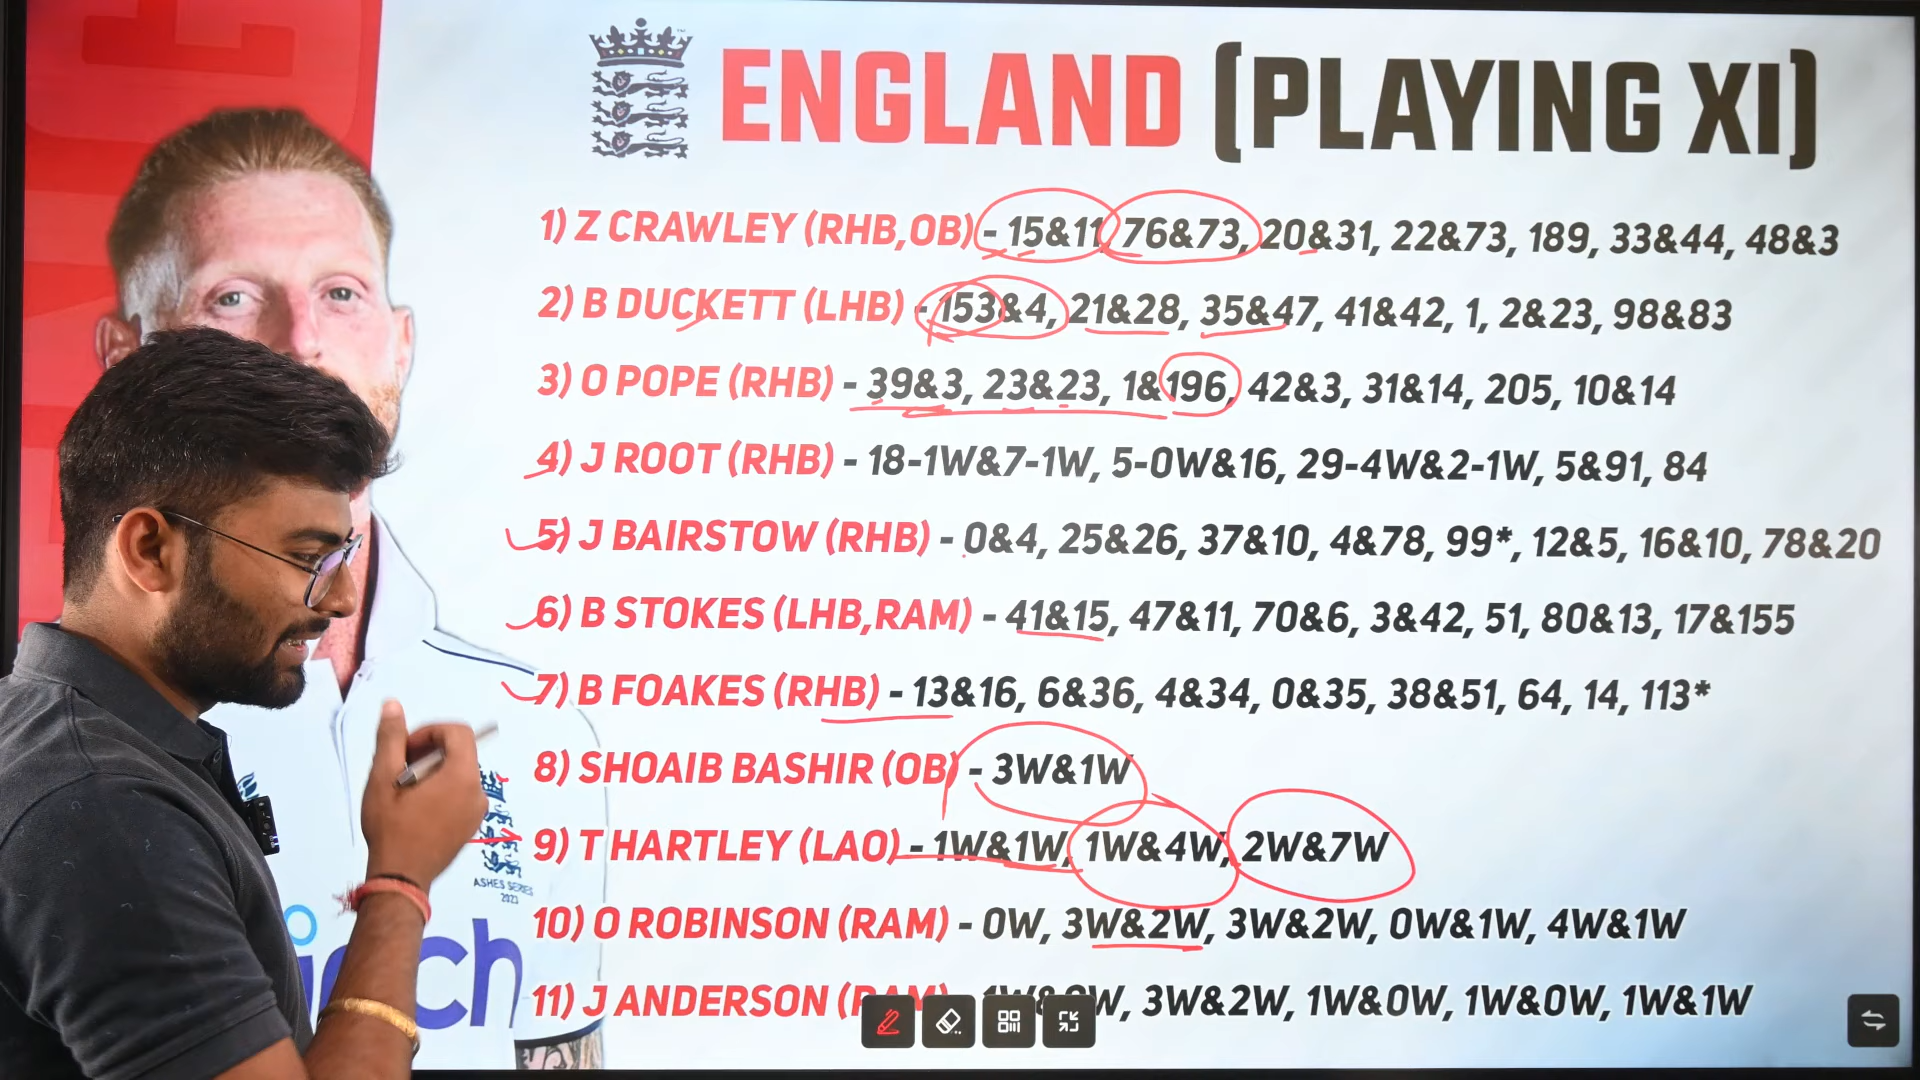 ENGLAND (PLAYING XI)
1) Z CRAWLEY (RHB,OB) - 15&11, 76&73, 20&31, 22&73, 189, 33&44, 48&3
2) B DUCKETT (LHB) - 153&4, 21&28, 35&47, 41&42, 1, 2&23, 98&83
3) O POPE (RHB) - 39&3, 23&23, 1&196, 42&3, 31&14, 205, 10&14
4) J ROOT (RHB) - 18-1W&7-1W, 5-0W&16, 29-4W&2-1W, 5&91, 84
5) J BAIRSTOW (RHB) - 0&4, 25&26, 37&10, 4&78, 99*, 12&5, 16&10, 78&20
6) B STOKES (LHB,RAM) - 41&15, 47&11, 70&6, 3&42, 51, 80&13, 17&155
7) B FOAKES (RHB) - 13&16, 6&36, 4&34, 0&35, 38&51, 64, 14, 113*
8) SHOAIB BASHIR (OB) - 3W&1W
9) T HARTLEY (LAO) - 1W&1W, 1W&4W, 2W&7W
ASHES SERIES
2023
10) O ROBINSON (RAM) - 0W, 3W&2W, 3W&2W, 0W&1W, 4W&1W
11) J ANDERSON 3W&2W, 1W&0W, 1W&0W, 1W&1W